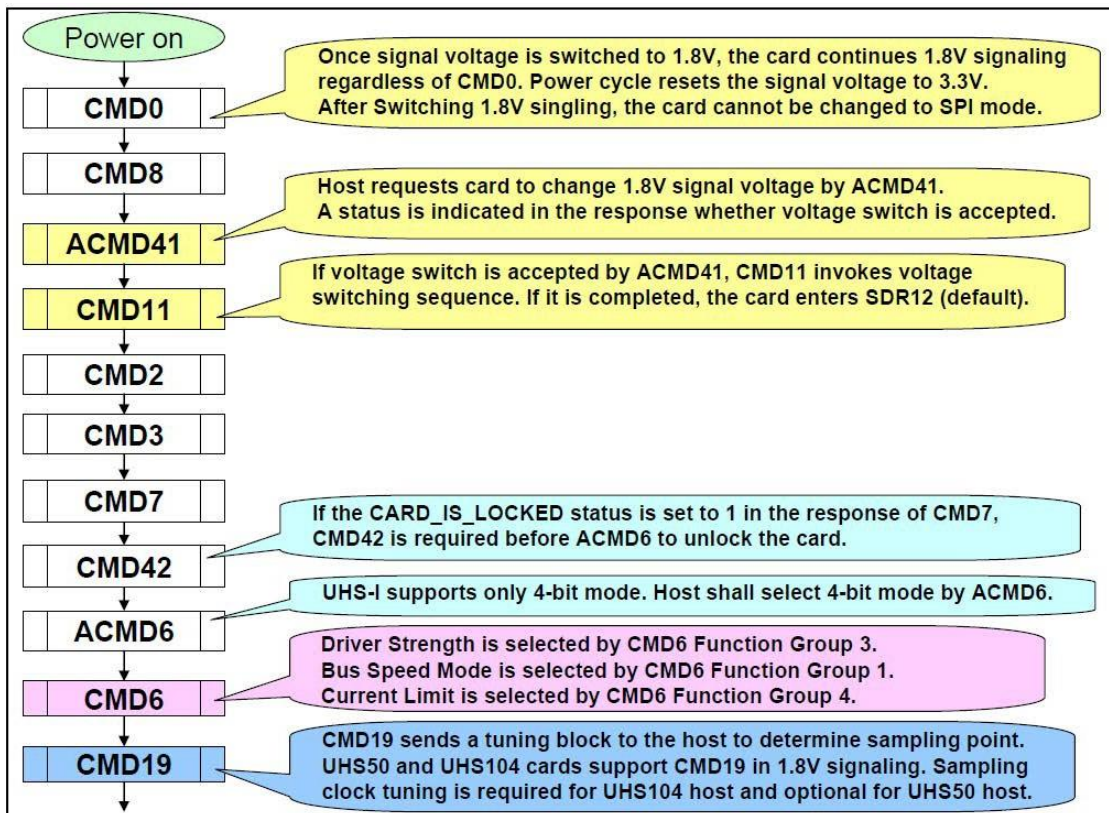 Power on
Once signal voltage is switched to 1.8V, the card continues 1.8V signaling
regardless of CMD0. Power cycle resets the signal voltage to 3.3V.
After Switching 1.8V singling, the card cannot be changed to SPI mode.
CMD0
CMD8
Host requests card to change 1.8V signal voltage by ACMD41.
A status is indicated in the response whether voltage switch is accepted.
ACMD41
If voltage switch is accepted by ACMD41, CMD11 invokes voltage
switching sequence. If it is completed, the card enters SDR12 (default).
CMD11
CMD2
CMD3
CMD7
If the CARD_IS_LOCKED status is set to 1 in the response of CMD7,
CMD42 is required before ACMD6 to unlock the card.
CMD42
UHS-I supports only 4-bit mode. Host shall select 4-bit mode by ACMD6.
ACMD6
Driver Strength is selected by CMD6 Function Group 3.
Bus Speed Mode is selected by CMD6 Function Group 1.
Current Limit is selected by CMD6 Function Group 4.
CMD6
CMD19 sends a tuning block to the host to determine sampling point.
UHS50 and UHS104 cards support CMD19 in 1.8V signaling. Sampling
clock tuning is required for UHS104 host and optional for UHS50 host.
CMD19